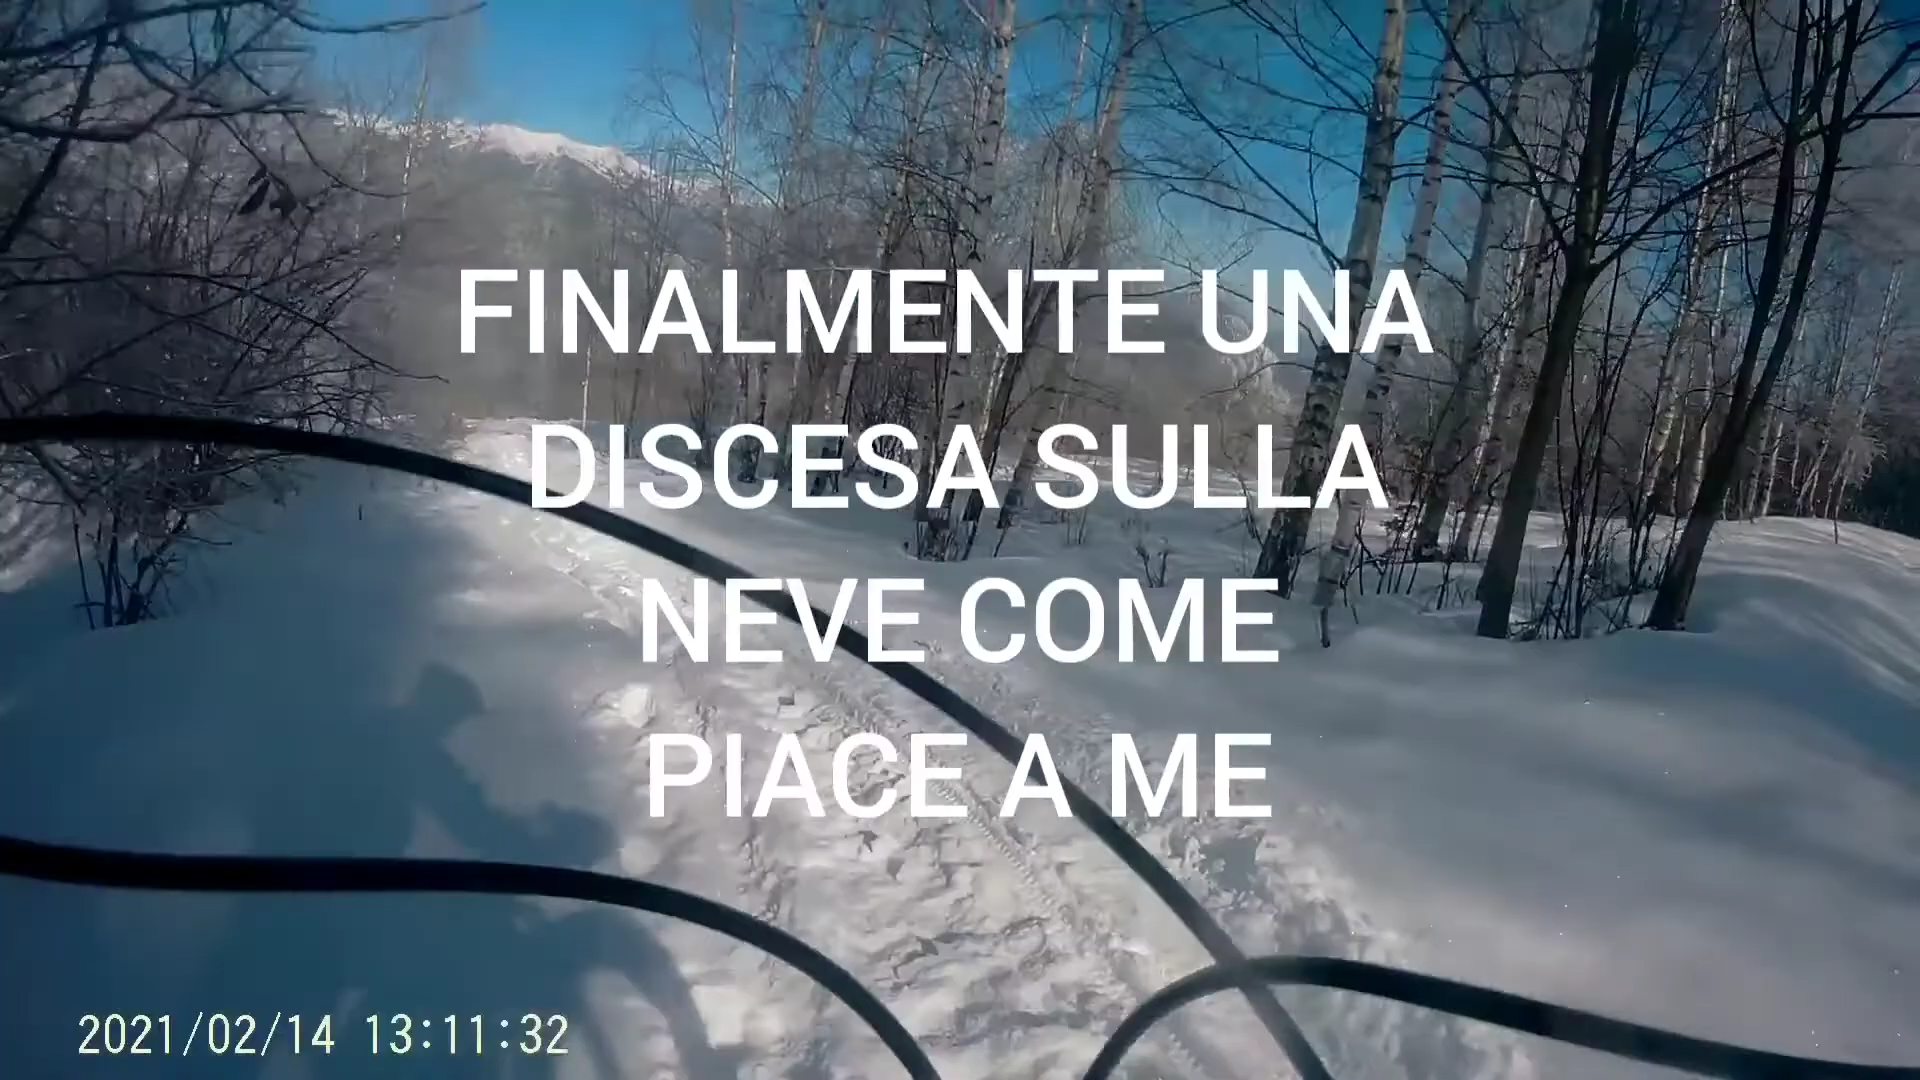 FINALMENTE UNA
DISCESA SULLA
NEVE COME
PIACE A ME
2021/02/14 13:11:32